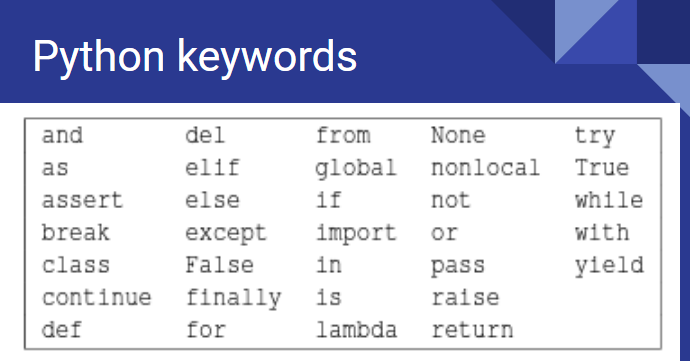 Python keywords
and del from None try
as elif global nonlocal True
assert else if not while
break except import or with
class False in pass yield
continue finally is raise
def for lambda return